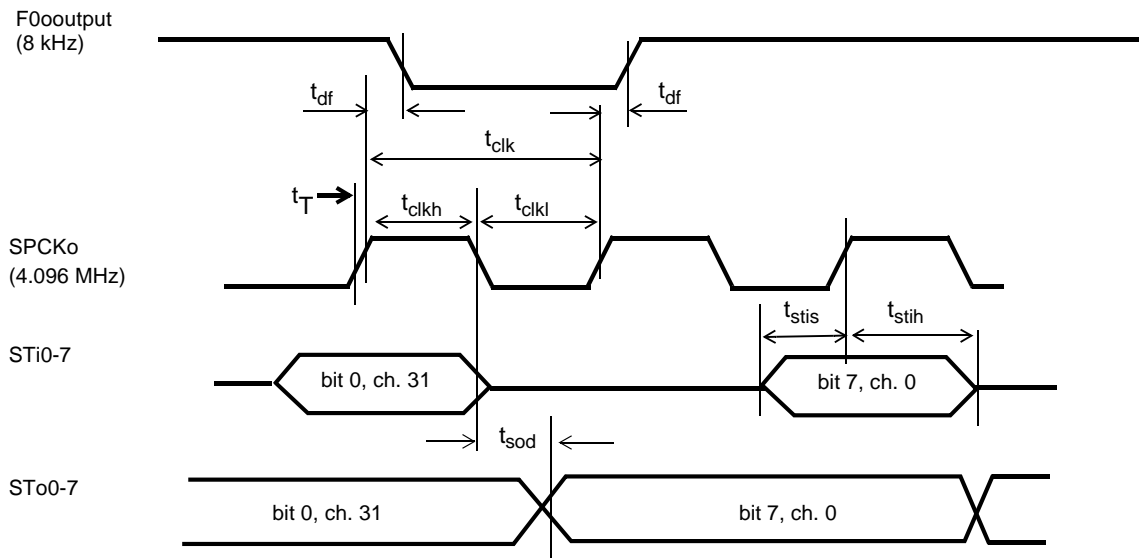 F0ooutput
(8 kHz)
tdf
tdf
tclk
tT
tclkh
tclkl
SPCKo
(4.096 MHz)
tstis
tstih
STi0-7
bit 0, ch. 31
bit 7, ch. 0
tsod
STo0-7
bit 0, ch. 31
bit 7, ch. 0